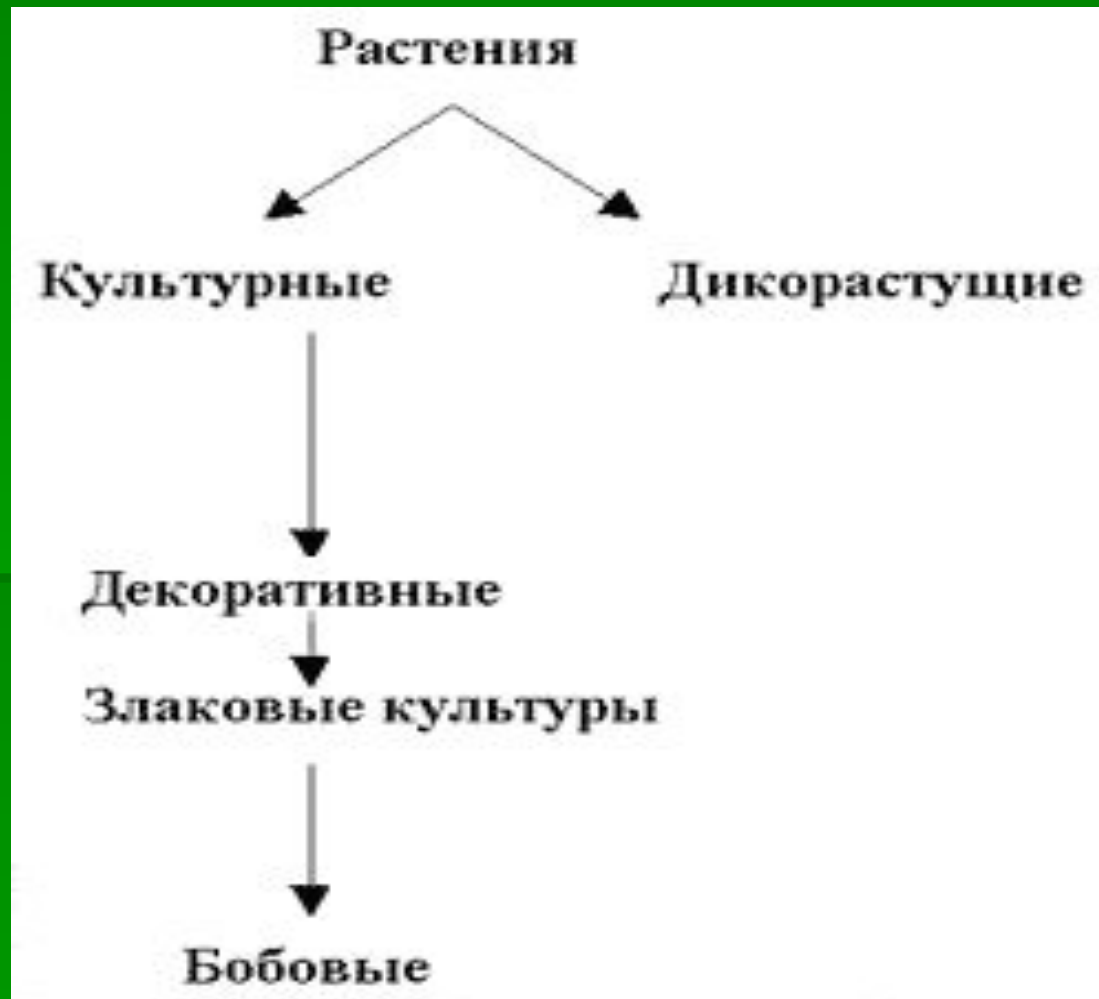 Растения
Культурные
Дикорастущие
Декоративные
Злаковые культуры
Бобовые